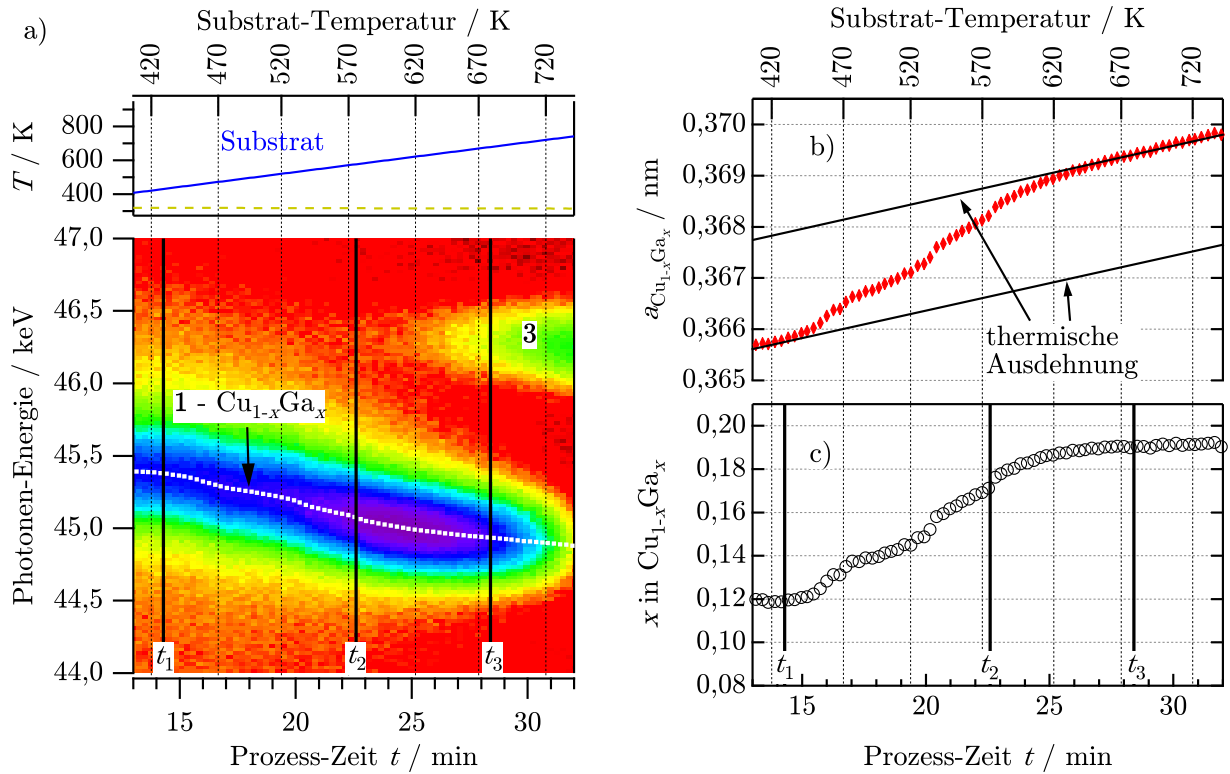 a)
Substrat-Temperatur / K
420 470 520 570 620 670 720
T / K
800
600
400
Substrat
Photonen-Energie / keV
47,0
46,5
46,0
45,5
45,0
44,5
44,0
3
1 - Cu1-xGax
t1 t2 t3
15 20 25 30
Prozess-Zeit t / min
Substrat-Temperatur / K
420 470 520 570 620 670 720
b)
aCu1-xGax / nm
0,370
0,369
0,368
0,367
0,366
0,365
thermische
Ausdehnung
c)
x in Cu1-xGax
0,20
0,18
0,16
0,14
0,12
0,10
0,08
t1 t2 t3
15 20 25 30
Prozess-Zeit t / min